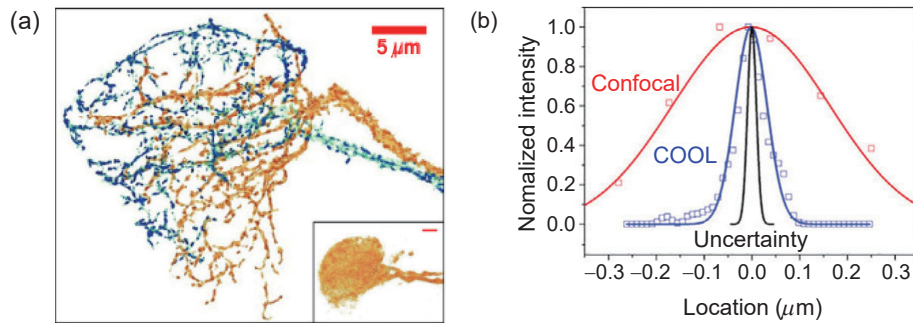 (a)
5 μm
(b)
Nomalized intensity
1.0
0.8
0.6
0.4
0.2
0.0
Confocal
COOL
Uncertainty
−0.3 −0.2 −0.1 0.0 0.1 0.2 0.3
Location (μm)